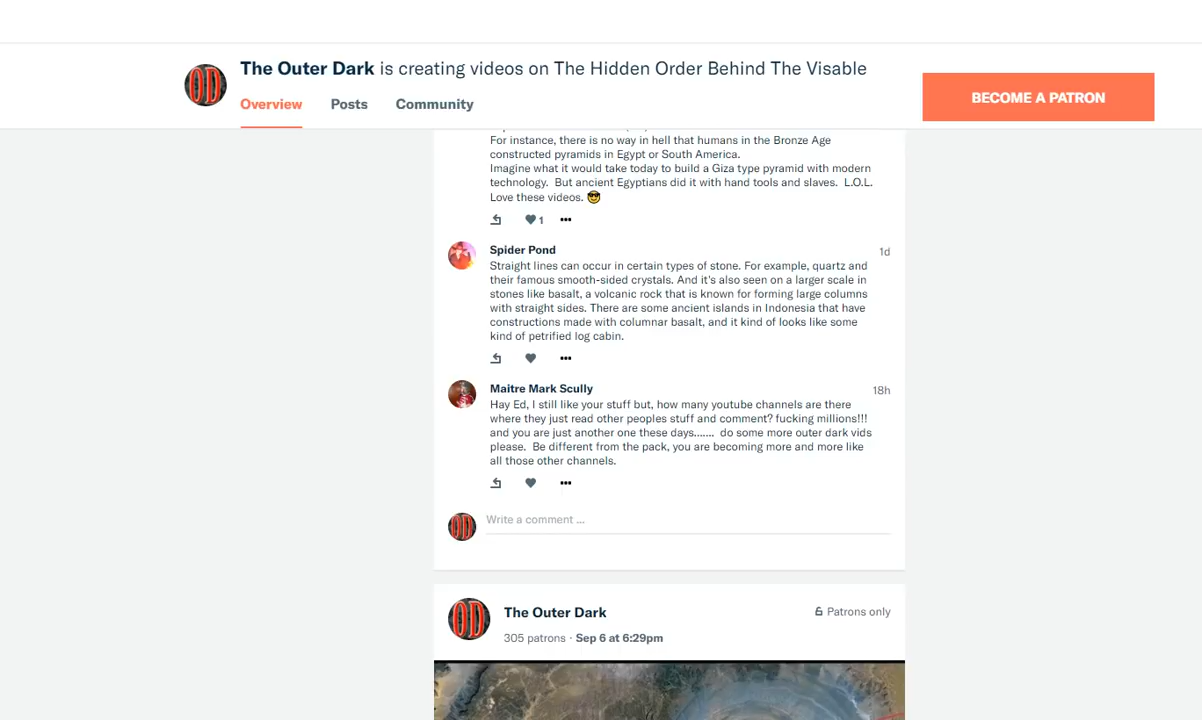 The Outer Dark is creating videos on The Hidden Order Behind The Visable
Overview Posts Community
BECOME A PATRON
For instance, there is no way in hell that humans in the Bronze Age
constructed pyramids in Egypt or South America.
Imagine what it would take today to build a Giza type pyramid with modern
technology. But ancient Egyptians did it with hand tools and slaves. L.O.L.
Love these videos. 😎
1
Spider Pond
1d
Straight lines can occur in certain types of stone. For example, quartz and
their famous smooth-sided crystals. And it's also seen on a larger scale in
stones like basalt, a volcanic rock that is known for forming large columns
with straight sides. There are some ancient islands in Indonesia that have
constructions made with columnar basalt, and it kind of looks like some
kind of petrified log cabin.
Maitre Mark Scully
18h
Hay Ed, I still like your stuff but, how many youtube channels are there
where they just read other peoples stuff and comment? fucking millions!!!
and you are just another one these days....... do some more outer dark vids
please. Be different from the pack, you are becoming more and more like
all those other channels.
OD
Write a comment ...
OD
The Outer Dark
Patrons only
305 patrons · Sep 6 at 6:29pm